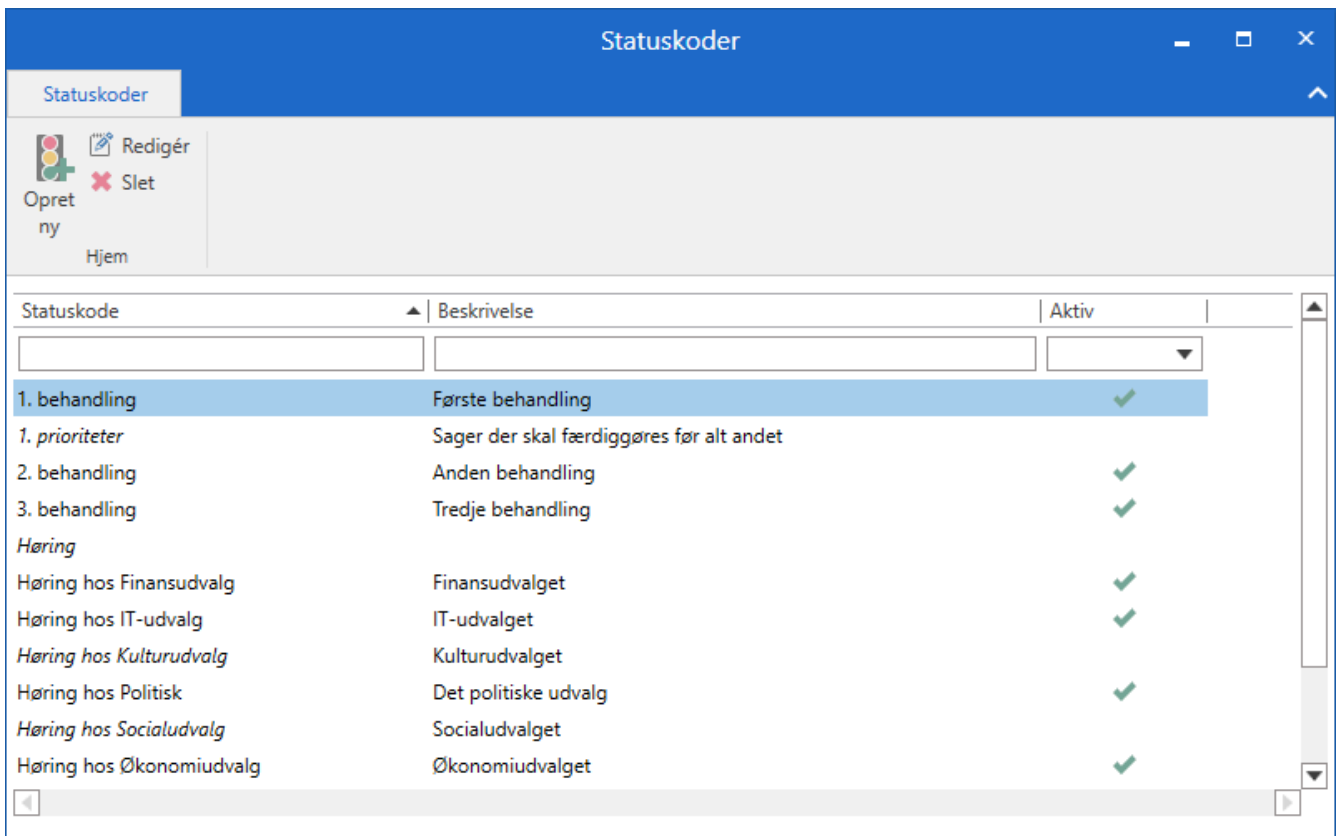 Statuskoder
Statuskoder
Redigér
Slet
Opret
ny
Hjem
Statuskode Beskrivelse Aktiv
1. behandling Første behandling
1. prioriteter Sager der skal færdiggøres før alt andet
2. behandling Anden behandling
3. behandling Tredje behandling
Høring
Høring hos Finansudvalg Finansudvalget
Høring hos IT-udvalg IT-udvalget
Høring hos Kulturudvalg Kulturudvalget
Høring hos Politisk Det politiske udvalg
Høring hos Socialudvalg Socialudvalget
Høring hos Økonomiudvalg Økonomiudvalget